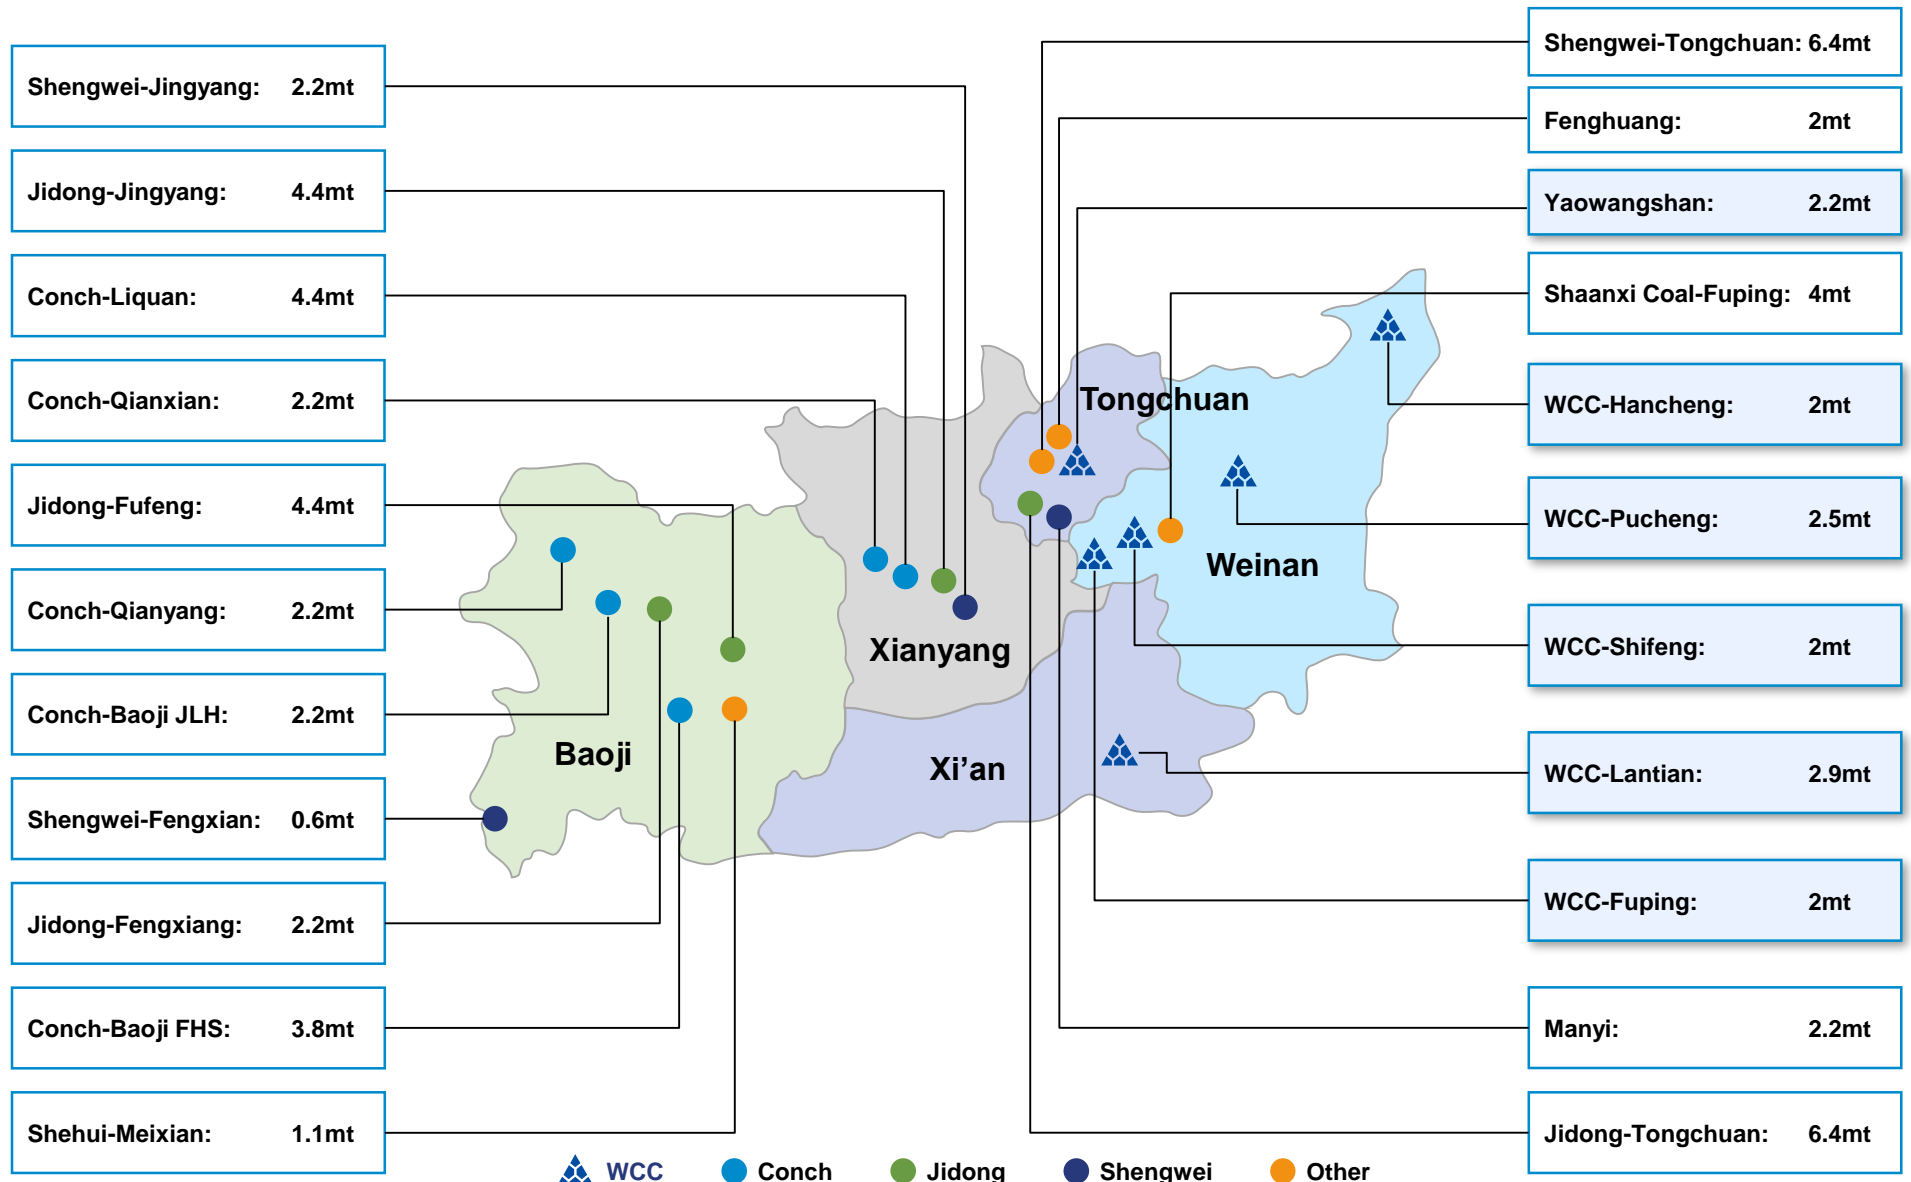 Shengwei-Jingyang: 2.2mt
Jidong-Jingyang: 4.4mt
Conch-Liquan: 4.4mt
Conch-Qianxian: 2.2mt
Jidong-Fufeng: 4.4mt
Conch-Qianyang: 2.2mt
Conch-Baoji JLH: 2.2mt
Shengwei-Fengxian: 0.6mt
Jidong-Fengxiang: 2.2mt
Conch-Baoji FHS: 3.8mt
Shehui-Meixian: 1.1mt
Tongchuan
Weinan
Xianyang
Baoji
Xi’an
Shengwei-Tongchuan: 6.4mt
Fenghuang: 2mt
Yaowangshan: 2.2mt
Shaanxi Coal-Fuping: 4mt
WCC-Hancheng: 2mt
WCC-Pucheng: 2.5mt
WCC-Shifeng: 2mt
WCC-Lantian: 2.9mt
WCC-Fuping: 2mt
Manyi: 2.2mt
Jidong-Tongchuan: 6.4mt
WCC Conch Jidong Shengwei Other